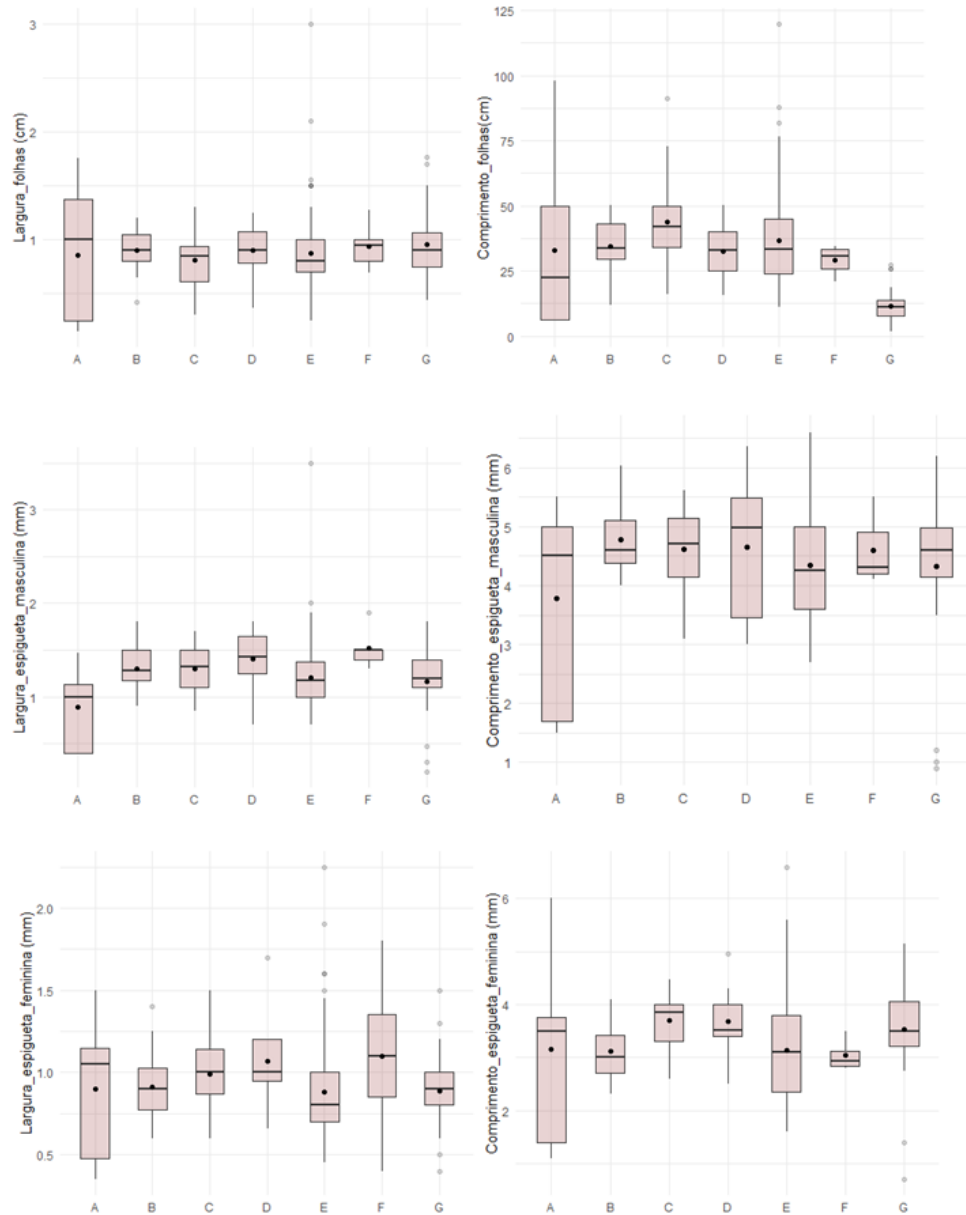 Largura_folhas (cm)
3
2
1
1
A B C D E F G
Comprimento_folhas(cm)
125
100
75
50
25
0
A B C D E F G
Largura_espigueta_masculina (mm)
3
2
1
A B C D E F G
Comprimento_espigueta_masculina (mm)
6
5
4
3
2
1
A B C D E F G
Largura_espigueta_feminina (mm)
2.0
1.5
1.0
0.5
A B C D E F G
Comprimento_espigueta_feminina (mm)
6
4
2
A B C D E F G